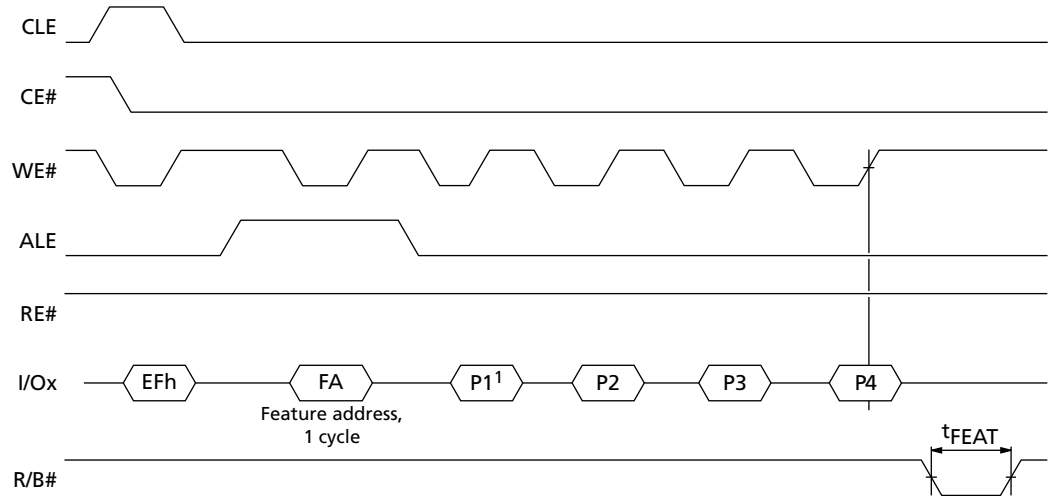 CLE
CE#
WE#
ALE
RE#
I/Ox EFh FA P1¹ P2 P3 P4
Feature address,
1 cycle
tFEAT
R/B#